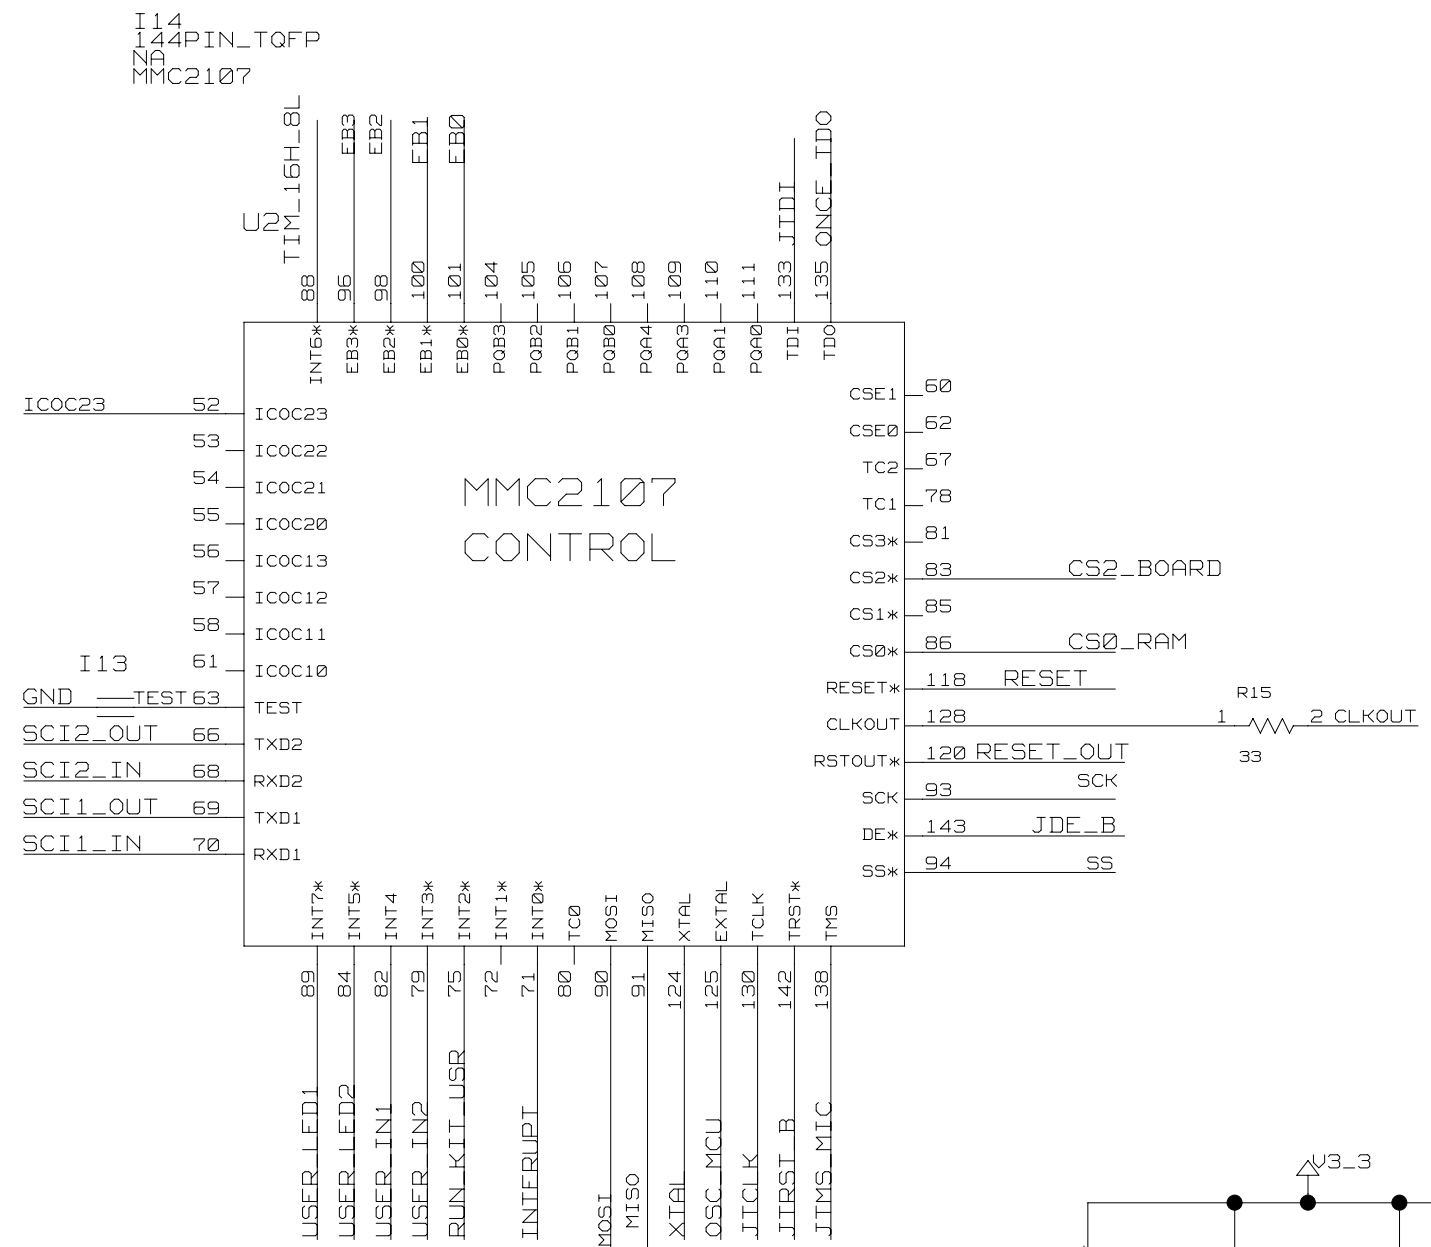 I14
144PIN_TQFP
NA
MMC2107
U2
TIM_16H_8L
EB3
EB2
EB1
EB0
JTDI
ONCE_TDO
88
96
98
100
101
104
105
106
107
108
109
110
111
133
135
INT6*
EB3*
EB2*
EB1*
EB0*
PQB3
PQB2
PQB1
PQB0
PQA4
PQA3
PQA1
PQA0
TDI
TDO
ICOC23 52 ICOC23
53 ICOC22
54 ICOC21
55 ICOC20
56 ICOC13
57 ICOC12
58 ICOC11
I13
61 ICOC10
GND TEST 63 TEST
SCI2_OUT 66 TXD2
SCI2_IN 68 RXD2
SCI1_OUT 69 TXD1
SCI1_IN 70 RXD1
MMC2107
CONTROL
CSE1 60
CSE0 62
TC2 67
TC1 78
CS3* 81
CS2* 83 CS2_BOARD
CS1* 85
CS0* 86 CS0_RAM
RESET* 118 RESET
R15
CLKOUT 128 1 2 CLKOUT
33
RSTOUT* 120 RESET_OUT
SCK 93 SCK
DE* 143 JDE_B
SS* 94 SS
INT7*
INT5*
INT4
INT3*
INT2*
INT1*
INT0*
TC0
MOSI
MISO
XTAL
EXTAL
TCLK
TRST*
TMS
89
84
82
79
75
72
71
80
90
91
124
125
130
142
138
USER_LED1
USER_LED2
USER_IN1
USER_IN2
RUN_KIT_USR
INTERUPT
MOSI
MISO
XTAL
OSC_MCU
JTCLK
JTRST_B
JTMS_MIC
V3_3